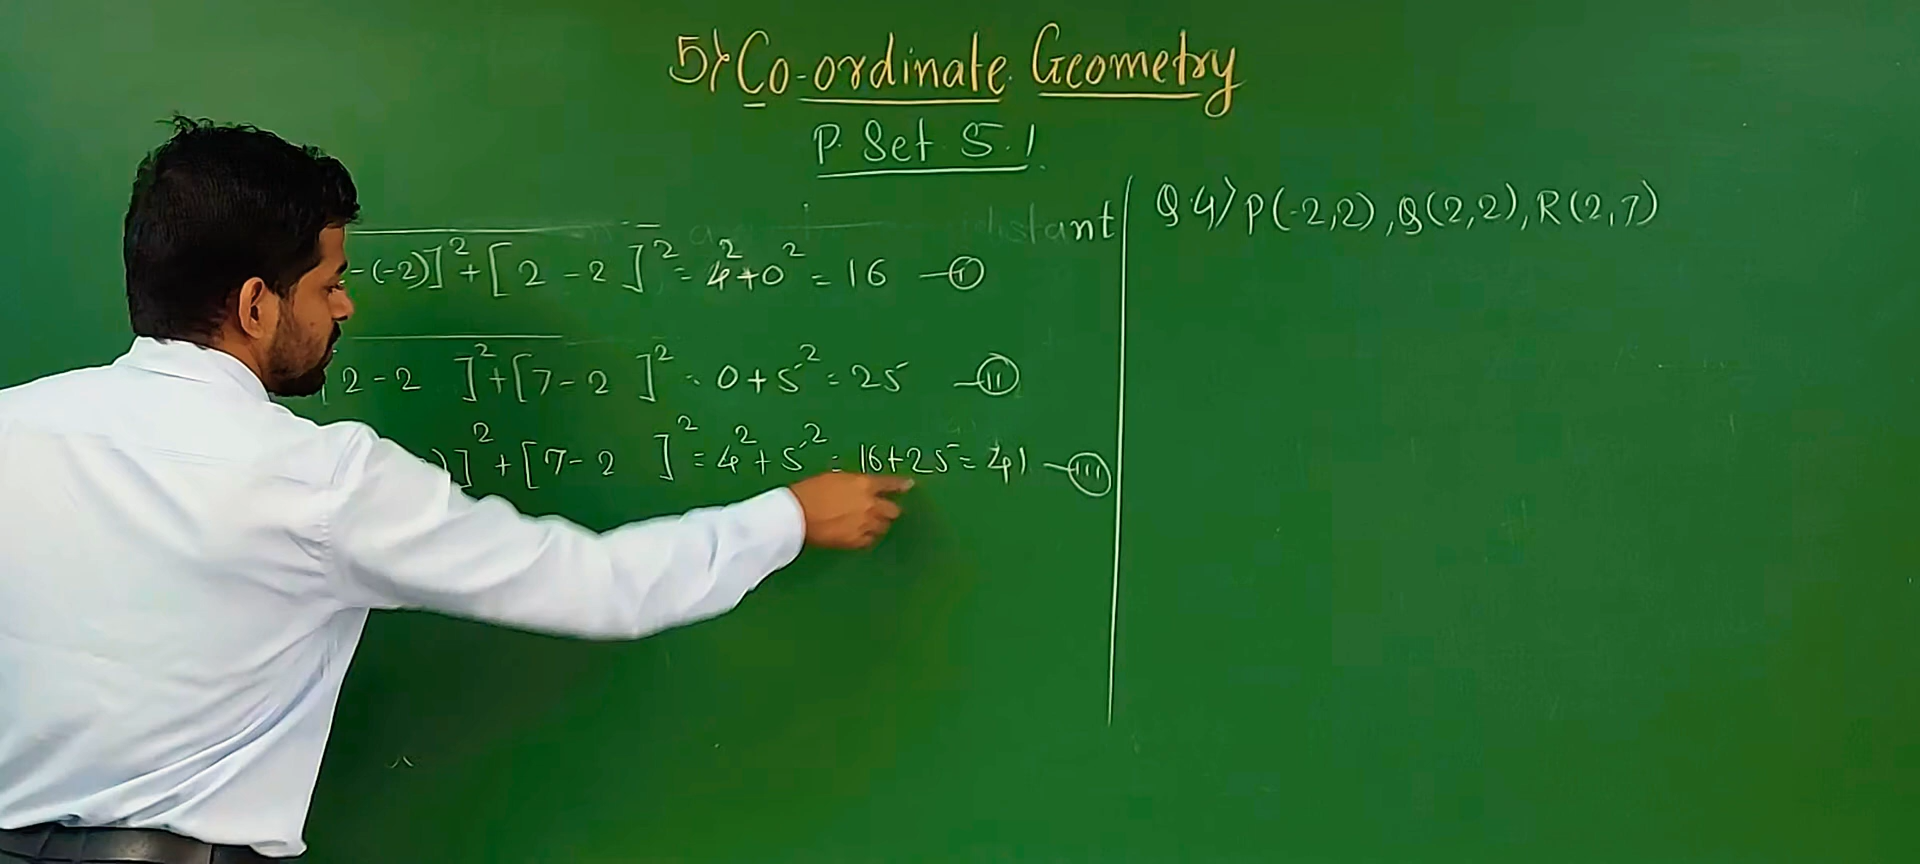 5) Co-ordinate Geometry
P. Set 5.1
distant
-(-2)]²+[2-2]²=4²+0²=16 —(I)
[2-2 ]²+[7-2 ]²=0+5²=25 —(II)
)]²+[7-2 ]²=4²+5²=16+25=41 —(III)
Q.4) P(-2,2), Q(2,2), R(2,7)